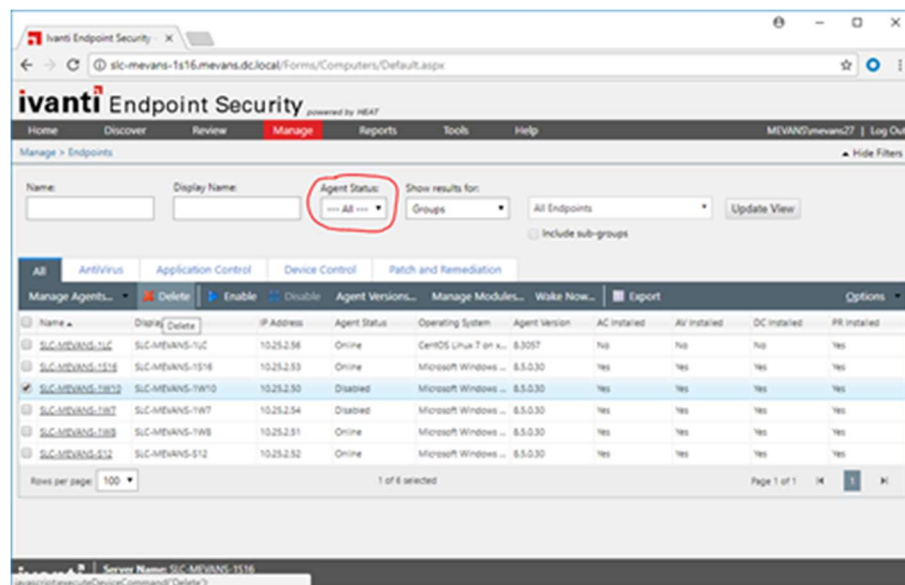 Ivanti Endpoint Security -
slc-mevans-1s16.mevans.dc.local/Forms/Computers/Default.aspx
ivanti Endpoint Security powered by HEAT
Home Discover Review Manage Reports Tools Help MEVANS\mevans27 | Log Out
Manage > Endpoints Hide Filters
Name: Display Name: Agent Status: Show results for:
--- All --- Groups All Endpoints Update View
Include sub-groups
All AntiVirus Application Control Device Control Patch and Remediation
Manage Agents... Delete Enable Disable Agent Versions... Manage Modules... Wake Now... Export Options
Name Display Delete IP Address Agent Status Operating System Agent Version AC Installed AV Installed DC Installed PR Installed
SLC-MEVANS-1LC SLC-MEVANS-1LC 10.25.2.56 Online CentOS Linux 7 on x... 8.3057 No No No Yes
SLC-MEVANS-1S16 SLC-MEVANS-1S16 10.25.2.53 Online Microsoft Windows ... 8.5.0.30 Yes Yes Yes Yes
SLC-MEVANS-1W10 SLC-MEVANS-1W10 10.25.2.50 Disabled Microsoft Windows ... 8.5.0.30 Yes Yes Yes Yes
SLC-MEVANS-1W7 SLC-MEVANS-1W7 10.25.2.54 Disabled Microsoft Windows ... 8.5.0.30 Yes Yes Yes Yes
SLC-MEVANS-1W8 SLC-MEVANS-1W8 10.25.2.51 Online Microsoft Windows ... 8.5.0.30 Yes Yes Yes Yes
SLC-MEVANS-S12 SLC-MEVANS-S12 10.25.2.52 Online Microsoft Windows ... 8.5.0.30 Yes Yes Yes Yes
Rows per page: 100 1 of 6 selected Page 1 of 1 1
Server Name: SLC-MEVANS-1S16
javascript:executeDeviceCommand('Delete')